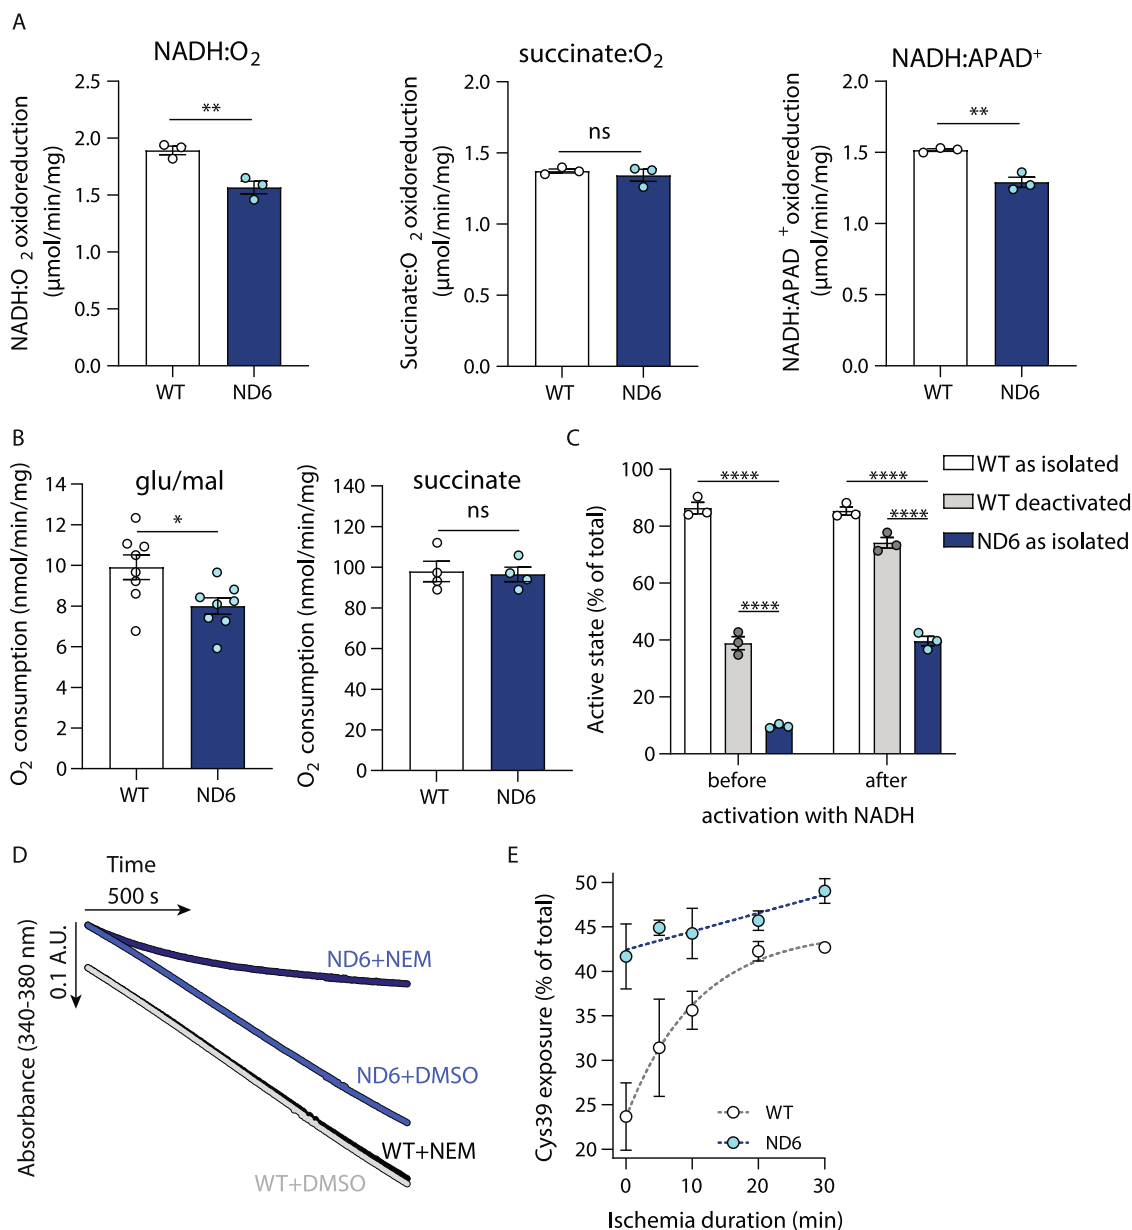 A
NADH:O2
NADH:O 2 oxidoreduction
(µmol/min/mg)
2.5
2.0
1.5
1.0
0.5
0.0
**
WT
ND6
succinate:O2
Succinate:O 2 oxidoreduction
(µmol/min/mg)
2.0
1.5
1.0
0.5
0.0
ns
WT
ND6
NADH:APAD+
NADH:APAD + oxidoreduction
(µmol/min/mg)
2.0
1.5
1.0
0.5
0.0
**
WT
ND6
B
glu/mal
O2 consumption (nmol/min/mg)
14
12
10
8
6
4
2
0
*
WT
ND6
succinate
O2 consumption (nmol/min/mg)
140
120
100
80
60
40
20
0
ns
WT
ND6
C
Active state (% of total)
100
80
60
40
20
0
****
****
****
****
before
after
activation with NADH
WT as isolated
WT deactivated
ND6 as isolated
D
Time
500 s
Absorbance (340-380 nm)
0.1 A.U.
ND6+NEM
ND6+DMSO
WT+NEM
WT+DMSO
E
Cys39 exposure (% of total)
50
45
40
35
30
25
20
WT
ND6
0
10
20
30
Ischemia duration (min)